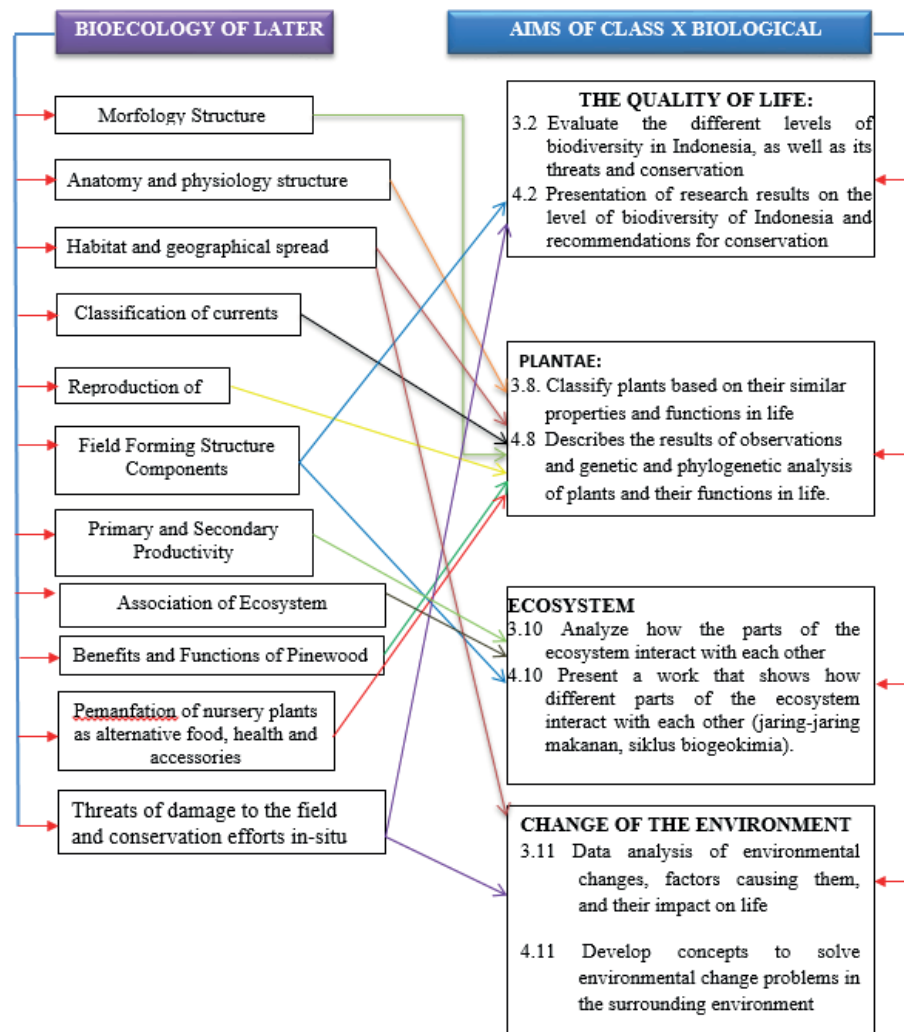 BIOECOLOGY OF LATER
Morfology Structure
Anatomy and physiology structure
Habitat and geographical spread
Classification of currents
Reproduction of
Field Forming Structure
Components
Primary and Secondary
Productivity
Association of Ecosystem
Benefits and Functions of Pinewood
Pemanfation of nursery plants
as alternative food, health and
accessories
Threats of damage to the field
and conservation efforts in-situ
AIMS OF CLASS X BIOLOGICAL
THE QUALITY OF LIFE:
3.2 Evaluate the different levels of
biodiversity in Indonesia, as well as its
threats and conservation
4.2 Presentation of research results on the
level of biodiversity of Indonesia and
recommendations for conservation
PLANTAE:
3.8. Classify plants based on their similar
properties and functions in life
4.8 Describes the results of observations
and genetic and phylogenetic analysis
of plants and their functions in life.
ECOSYSTEM
3.10 Analyze how the parts of the
ecosystem interact with each other
4.10 Present a work that shows how
different parts of the ecosystem
interact with each other (jaring-jaring
makanan, siklus biogeokimia).
CHANGE OF THE ENVIRONMENT
3.11 Data analysis of environmental
changes, factors causing them,
and their impact on life
4.11 Develop concepts to solve
environmental change problems in
the surrounding environment